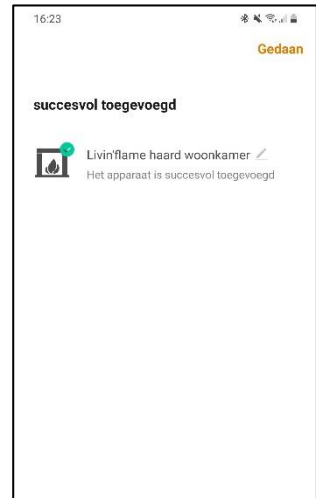 16:23
Gedaan
succesvol toegevoegd
Livin'flame haard woonkamer
Het apparaat is succesvol toegevoegd